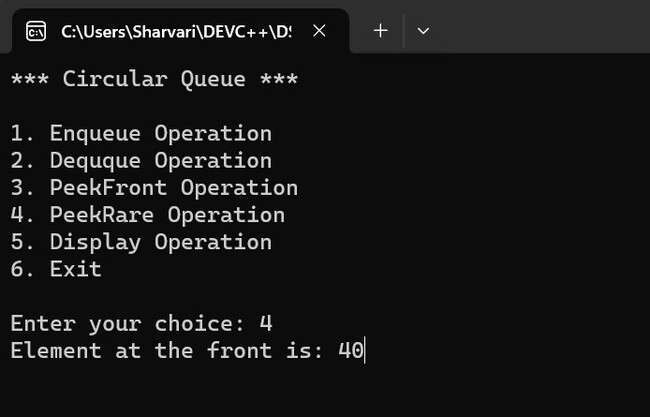 C:\Users\Sharvari\DEVC++\DS
*** Circular Queue ***
1. Enqueue Operation
2. Dequque Operation
3. PeekFront Operation
4. PeekRare Operation
5. Display Operation
6. Exit
Enter your choice: 4
Element at the front is: 40